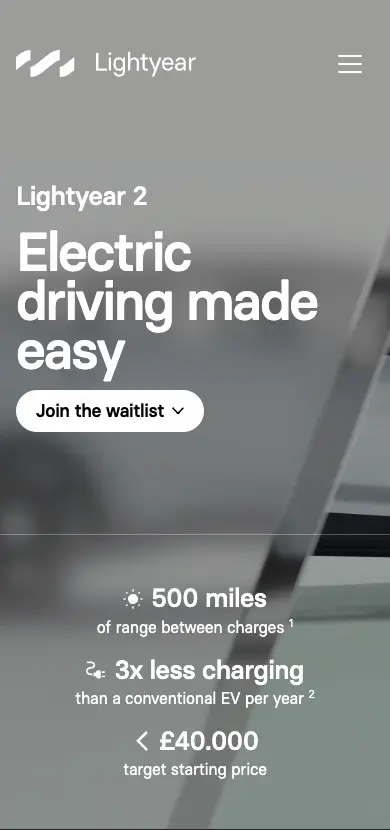 Lightyear
Lightyear 2
Electric
driving made
easy
Join the waitlist
500 miles
of range between charges ¹
3x less charging
than a conventional EV per year ²
< £40.000
target starting price